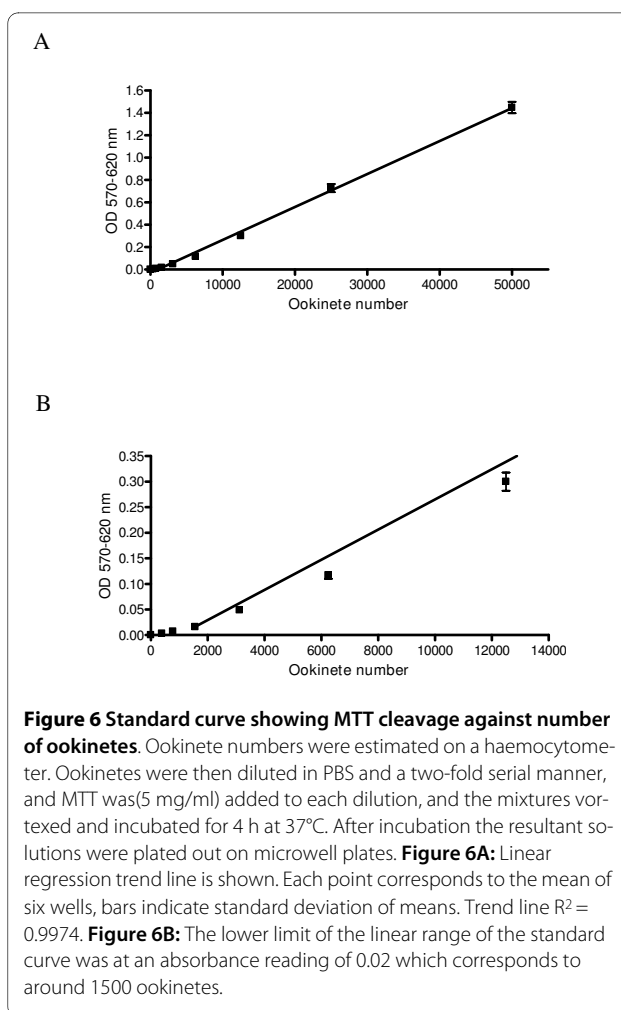 A
1.6
1.4
1.2
1.0
0.8
0.6
0.4
0.2
0.0
OD 570-620 nm
0 10000 20000 30000 40000 50000
Ookinete number
B
0.35
0.30
0.25
0.20
0.15
0.10
0.05
0.00
OD 570-620 nm
0 2000 4000 6000 8000 10000 12000 14000
Ookinete number
Figure 6 Standard curve showing MTT cleavage against number
of ookinetes. Ookinete numbers were estimated on a haemocytome-
ter. Ookinetes were then diluted in PBS and a two-fold serial manner,
and MTT was(5 mg/ml) added to each dilution, and the mixtures vor-
texed and incubated for 4 h at 37°C. After incubation the resultant so-
lutions were plated out on microwell plates. Figure 6A: Linear
regression trend line is shown. Each point corresponds to the mean of
six wells, bars indicate standard deviation of means. Trend line R² =
0.9974. Figure 6B: The lower limit of the linear range of the standard
curve was at an absorbance reading of 0.02 which corresponds to
around 1500 ookinetes.